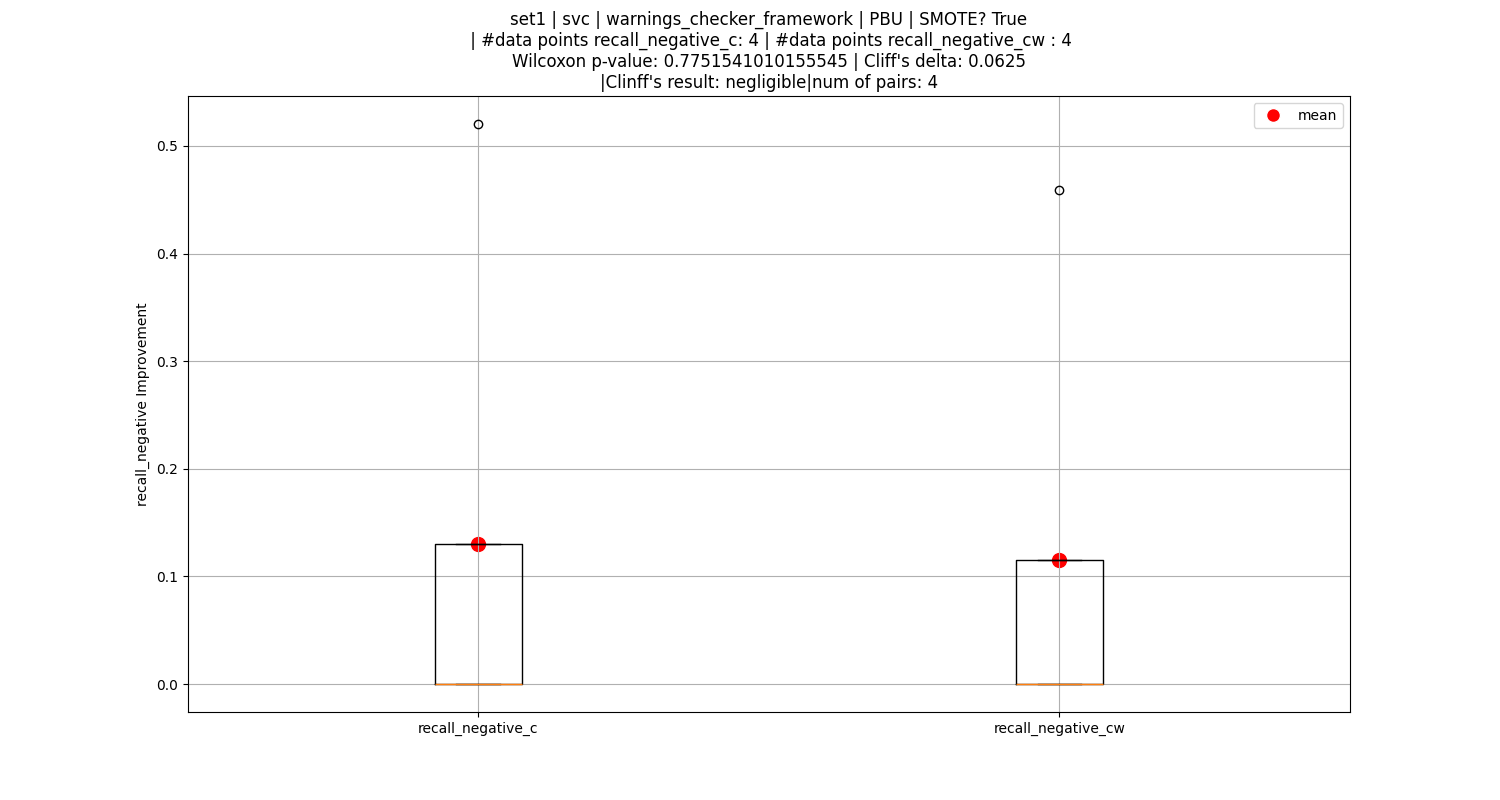 set1 | svc | warnings_checker_framework | PBU | SMOTE? True
| #data points recall_negative_c: 4 | #data points recall_negative_cw : 4
Wilcoxon p-value: 0.7751541010155545 | Cliff's delta: 0.0625
|Clinff's result: negligible|num of pairs: 4
mean
0.5
0.4
0.3
0.2
0.1
0.0
recall_negative Improvement
recall_negative_c
recall_negative_cw